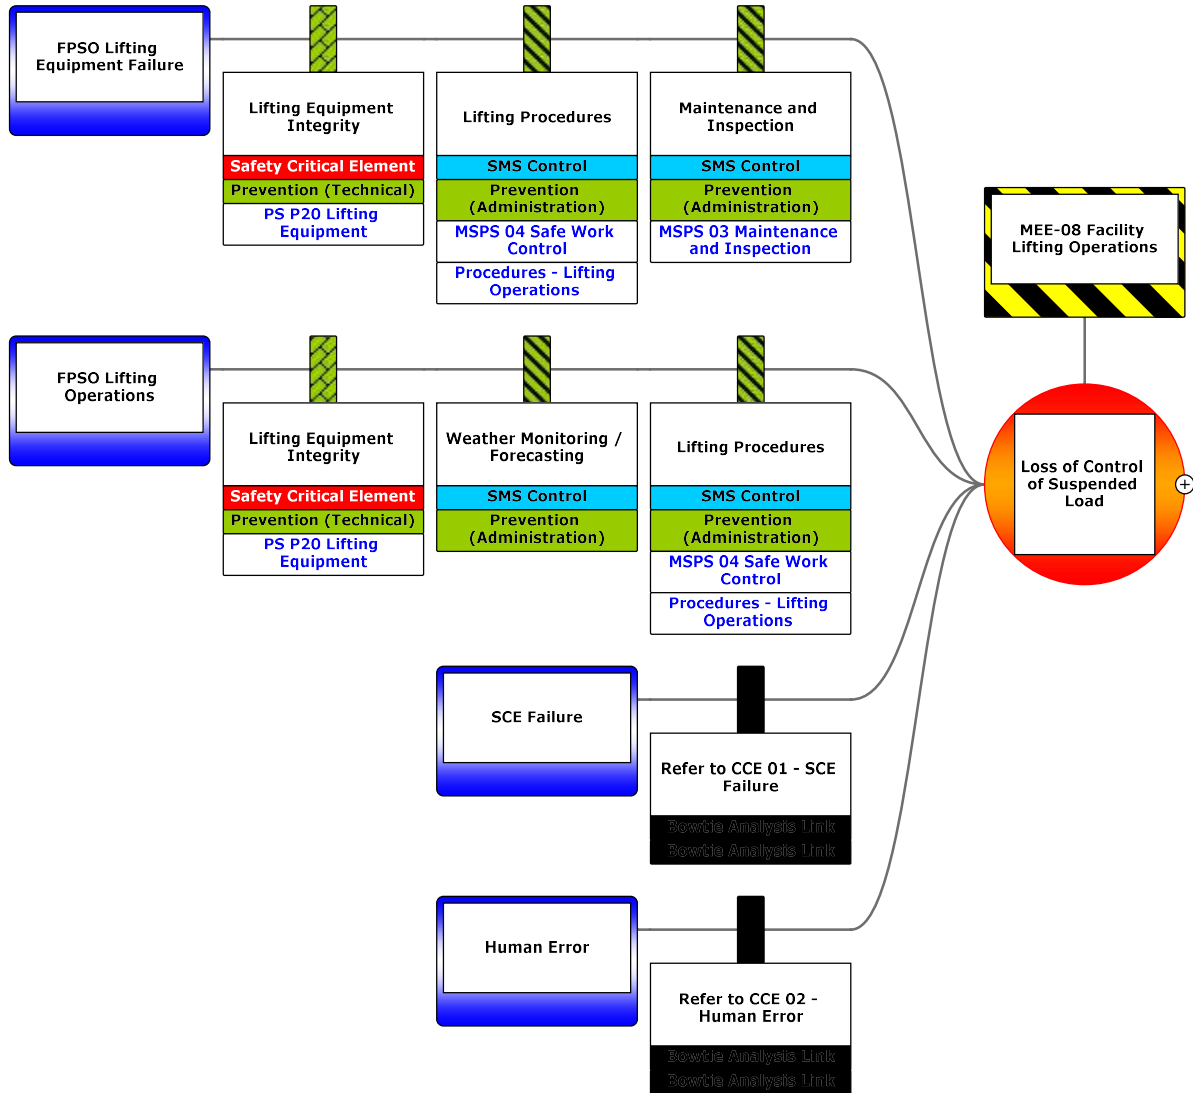 FPSO Lifting
Equipment Failure
Lifting Equipment
Integrity
Safety Critical Element
Prevention (Technical)
PS P20 Lifting
Equipment
Lifting Procedures
SMS Control
Prevention
(Administration)
MSPS 04 Safe Work
Control
Procedures - Lifting
Operations
Maintenance and
Inspection
SMS Control
Prevention
(Administration)
MSPS 03 Maintenance
and Inspection
MEE-08 Facility
Lifting Operations
FPSO Lifting
Operations
Lifting Equipment
Integrity
Safety Critical Element
Prevention (Technical)
PS P20 Lifting
Equipment
Weather Monitoring /
Forecasting
SMS Control
Prevention
(Administration)
Lifting Procedures
SMS Control
Prevention
(Administration)
MSPS 04 Safe Work
Control
Procedures - Lifting
Operations
Loss of Control
of Suspended
Load
SCE Failure
Refer to CCE 01 - SCE
Failure
Bowtie Analysis Link
Bowtie Analysis Link
Human Error
Refer to CCE 02 -
Human Error
Bowtie Analysis Link
Bowtie Analysis Link